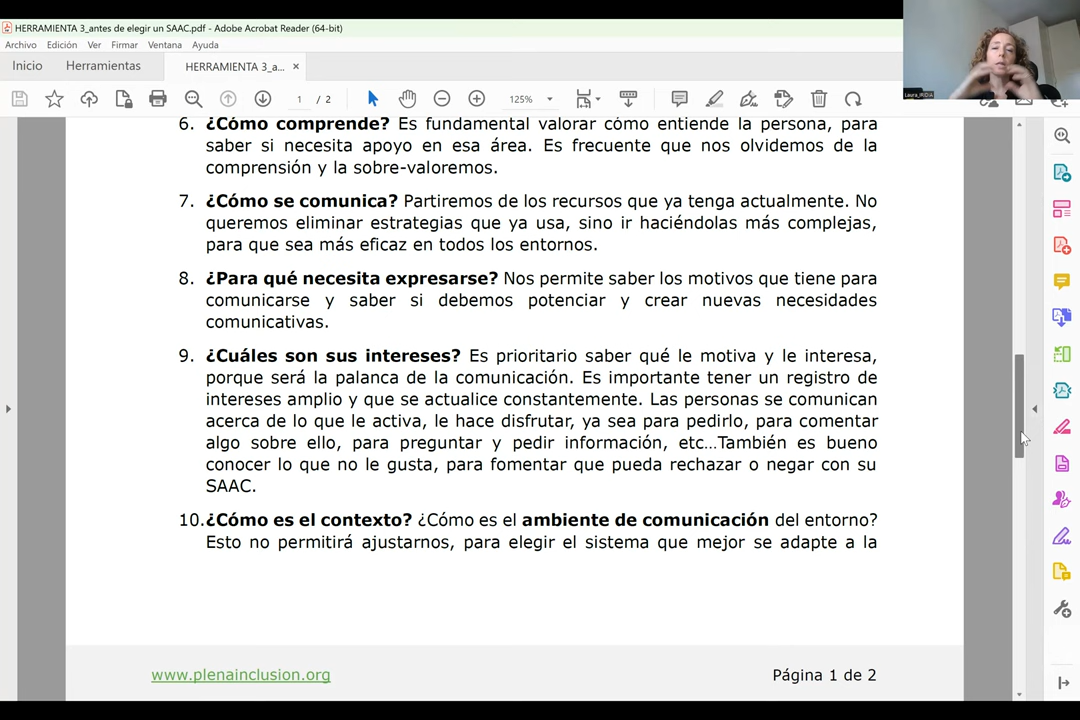 HERRAMIENTA 3_antes de elegir un SAAC.pdf - Adobe Acrobat Reader (64-bit)
Archivo Edición Ver Firmar Ventana Ayuda
Inicio Herramientas HERRAMIENTA 3_a... ×
1 / 2 125%
6. ¿Cómo comprende? Es fundamental valorar cómo entiende la persona, para
saber si necesita apoyo en esa área. Es frecuente que nos olvidemos de la
comprensión y la sobre-valoremos.
7. ¿Cómo se comunica? Partiremos de los recursos que ya tenga actualmente. No
queremos eliminar estrategias que ya usa, sino ir haciéndolas más complejas,
para que sea más eficaz en todos los entornos.
8. ¿Para qué necesita expresarse? Nos permite saber los motivos que tiene para
comunicarse y saber si debemos potenciar y crear nuevas necesidades
comunicativas.
9. ¿Cuáles son sus intereses? Es prioritario saber qué le motiva y le interesa,
porque será la palanca de la comunicación. Es importante tener un registro de
intereses amplio y que se actualice constantemente. Las personas se comunican
acerca de lo que le activa, le hace disfrutar, ya sea para pedirlo, para comentar
algo sobre ello, para preguntar y pedir información, etc...También es bueno
conocer lo que no le gusta, para fomentar que pueda rechazar o negar con su
SAAC.
10.¿Cómo es el contexto? ¿Cómo es el ambiente de comunicación del entorno?
Esto no permitirá ajustarnos, para elegir el sistema que mejor se adapte a la
www.plenainclusion.org Página 1 de 2